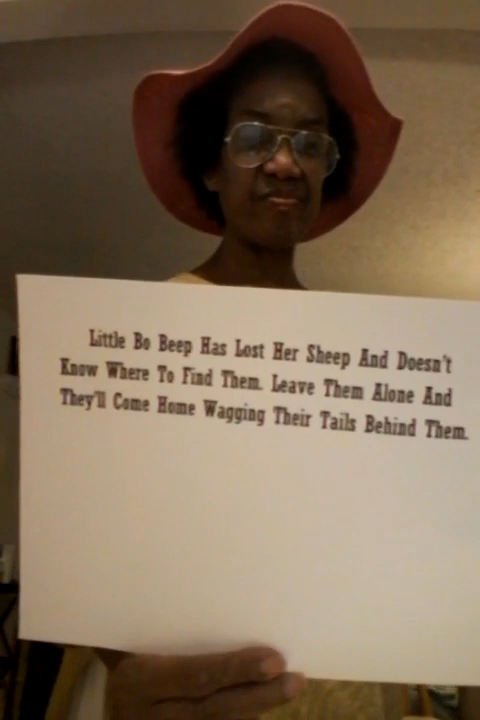 Little Bo Beep Has Lost Her Sheep And Doesn't
Know Where To Find Them. Leave Them Alone And
They'll Come Home Wagging Their Tails Behind Them.